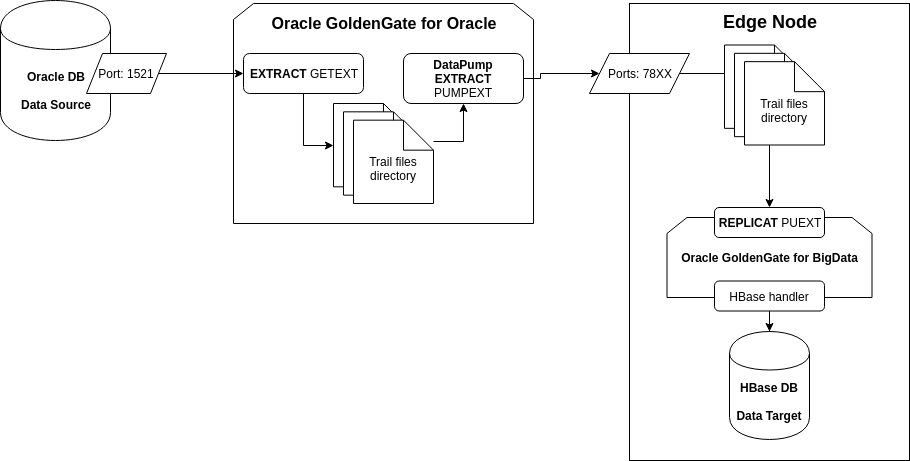 Oracle DB
Data Source
Port: 1521
Oracle GoldenGate for Oracle
EXTRACT GETEXT
DataPump
EXTRACT
PUMPEXT
Trail files
directory
Ports: 78XX
Edge Node
Trail files
directory
REPLICAT PUEXT
Oracle GoldenGate for BigData
HBase handler
HBase DB
Data Target